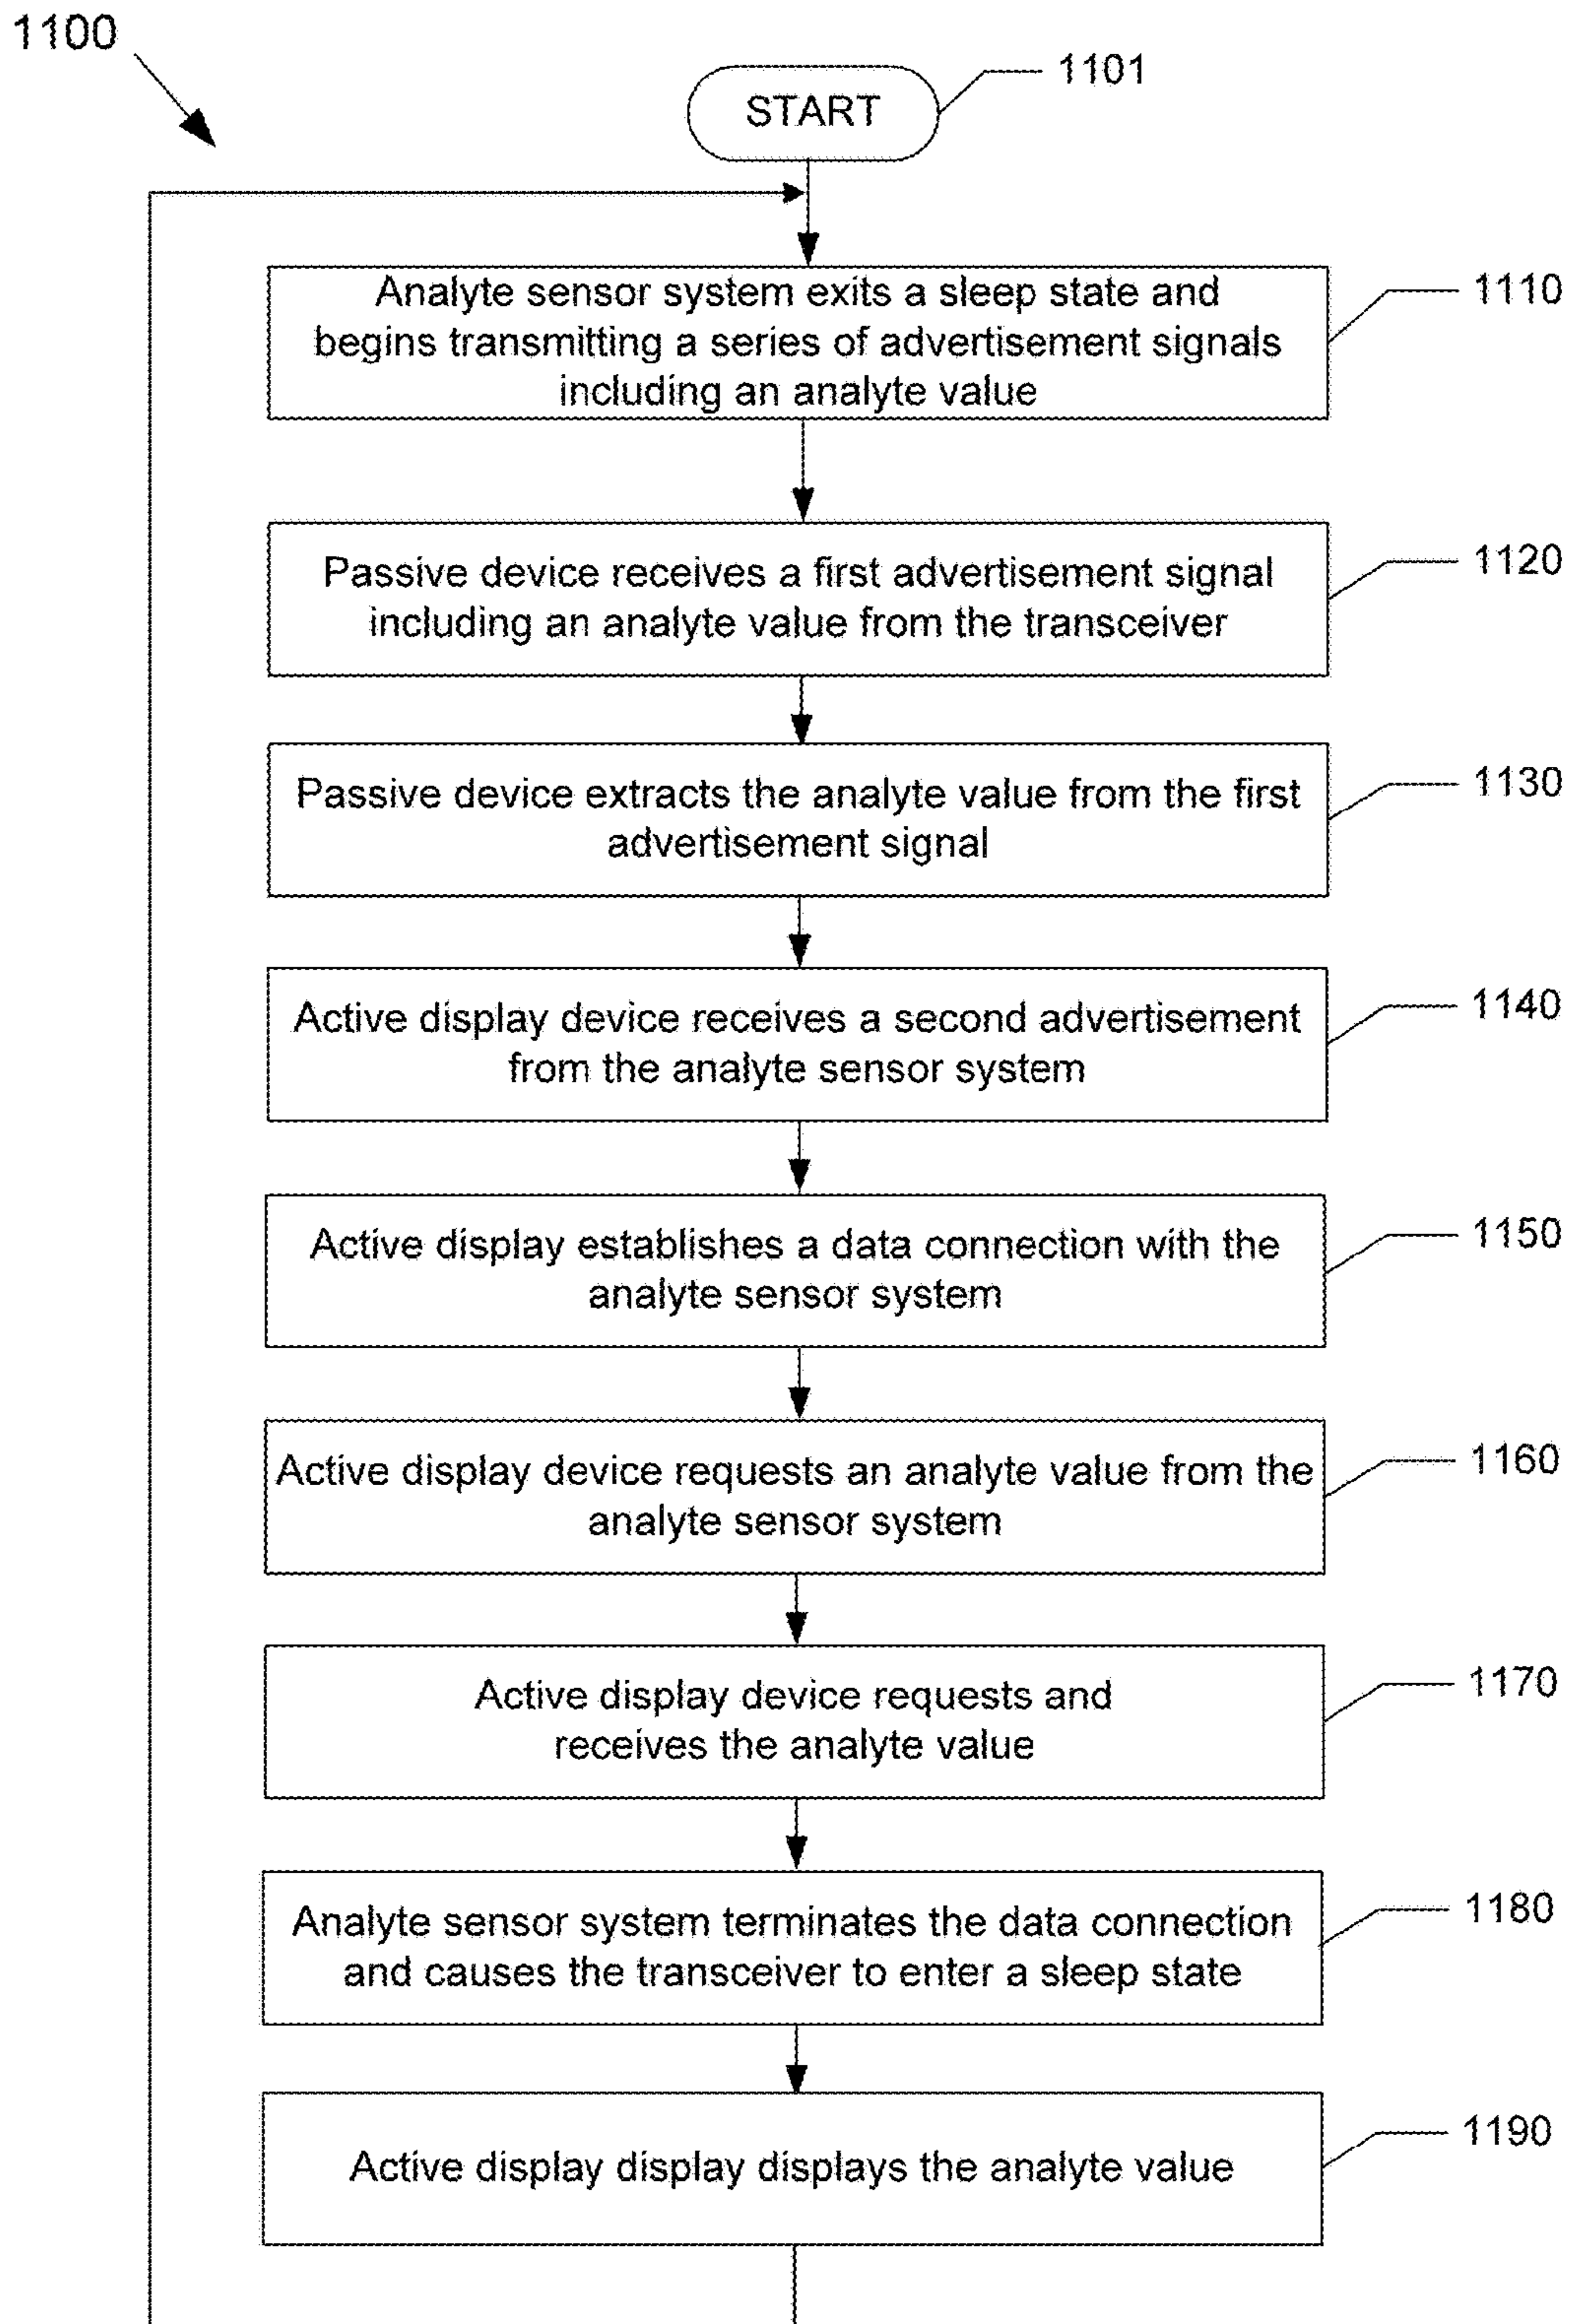 1100
START
1101
Analyte sensor system exits a sleep state and
begins transmitting a series of advertisement signals
including an analyte value
1110
Passive device receives a first advertisement signal
including an analyte value from the transceiver
1120
Passive device extracts the analyte value from the first
advertisement signal
1130
Active display device receives a second advertisement
from the analyte sensor system
1140
Active display establishes a data connection with the
analyte sensor system
1150
Active display device requests an analyte value from the
analyte sensor system
1160
Active display device requests and
receives the analyte value
1170
Analyte sensor system terminates the data connection
and causes the transceiver to enter a sleep state
1180
Active display display displays the analyte value
1190